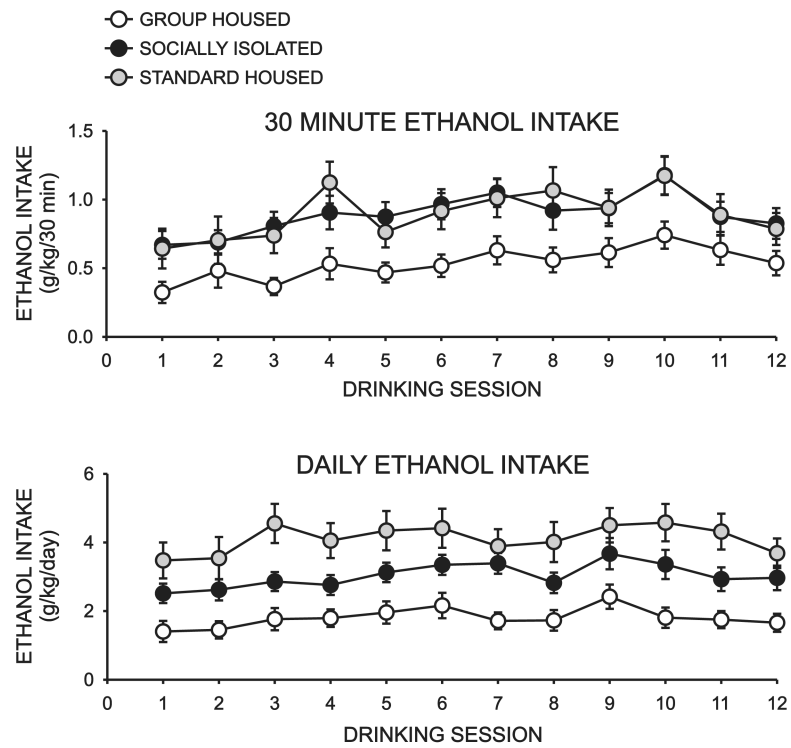 GROUP HOUSED
SOCIALLY ISOLATED
STANDARD HOUSED
30 MINUTE ETHANOL INTAKE
ETHANOL INTAKE
(g/kg/30 min)
1.5
1.0
0.5
0.0
0 1 2 3 4 5 6 7 8 9 10 11 12
DRINKING SESSION
DAILY ETHANOL INTAKE
ETHANOL INTAKE
(g/kg/day)
6
4
2
0
0 1 2 3 4 5 6 7 8 9 10 11 12
DRINKING SESSION